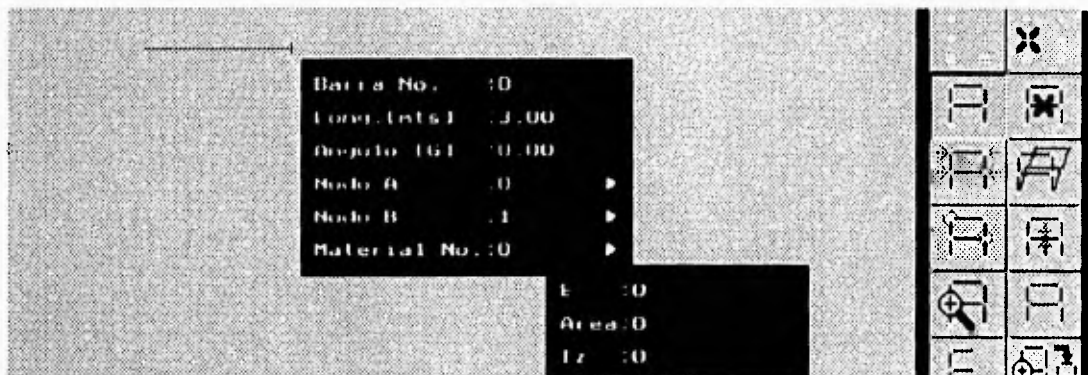 Barra No. :0
Long.[mts] :3.00
Angulo [G] :0.00
Nodo A :0
Nodo B :1
Material No.:0
E :0
Area:0
Iz :0